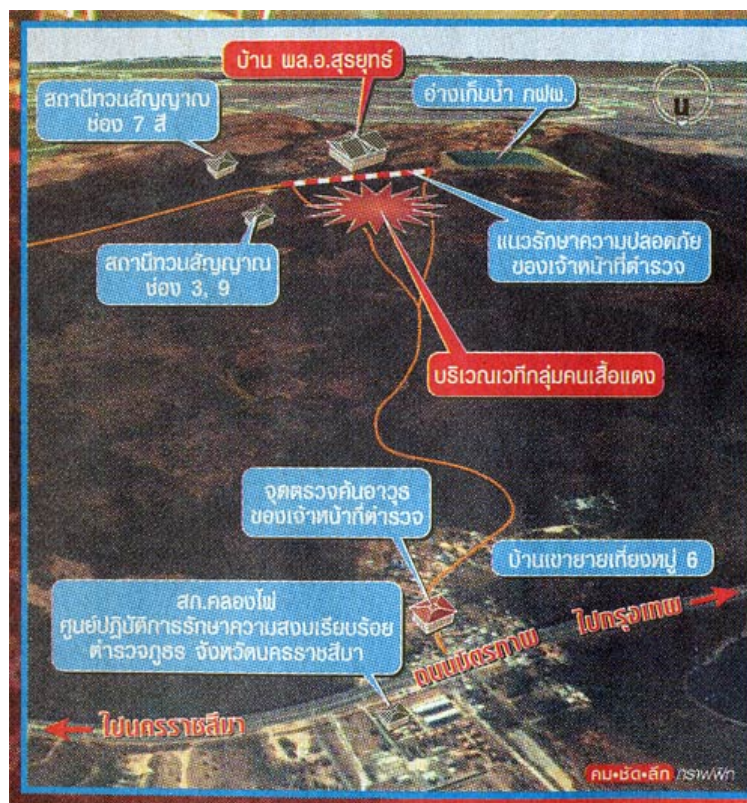 บ้าน พล.อ.สุรยุทธ์
สถานีทวนสัญญาณ
ช่อง 7 สี
อ่างเก็บน้ำ กฟผ.
น
แนวรักษาความปลอดภัย
ของเจ้าหน้าที่ตำรวจ
สถานีทวนสัญญาณ
ช่อง 3, 9
บริเวณเวทีกลุ่มคนเสื้อแดง
จุดตรวจค้นอาวุธ
ของเจ้าหน้าที่ตำรวจ
บ้านเขายายเที่ยงหมู่ 6
สภ.คลองไผ่
ศูนย์ปฏิบัติการรักษาความสงบเรียบร้อย
ตำรวจภูธร จังหวัดนครราชสีมา
ไปกรุงเทพ
ถนนมิตรภาพ
ไปนครราชสีมา
คม•ชัด•ลึก กราฟฟิก